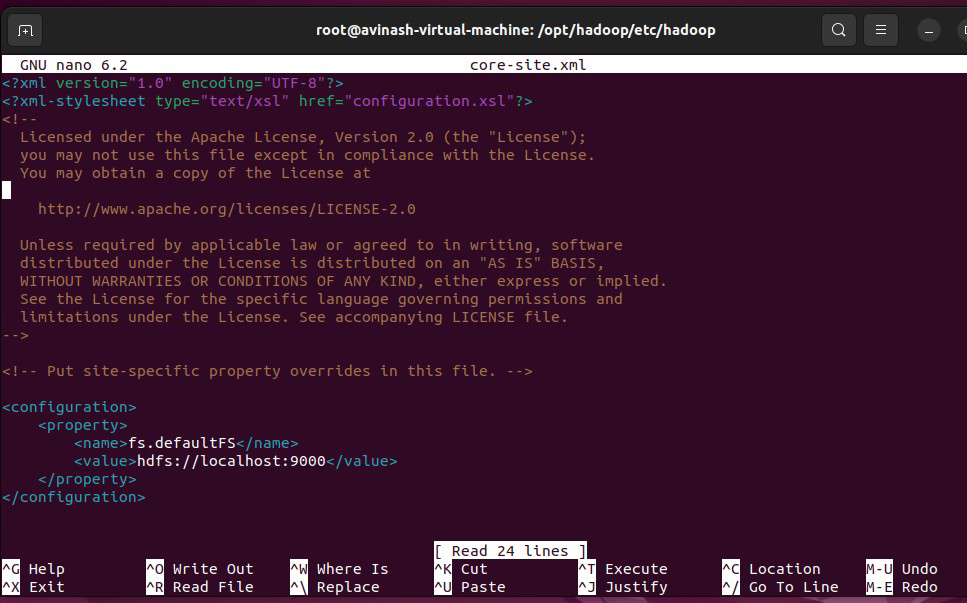 root@avinash-virtual-machine: /opt/hadoop/etc/hadoop
GNU nano 6.2 core-site.xml
<?xml version="1.0" encoding="UTF-8"?>
<?xml-stylesheet type="text/xsl" href="configuration.xsl"?>
<!--
  Licensed under the Apache License, Version 2.0 (the "License");
  you may not use this file except in compliance with the License.
  You may obtain a copy of the License at
    http://www.apache.org/licenses/LICENSE-2.0
  Unless required by applicable law or agreed to in writing, software
  distributed under the License is distributed on an "AS IS" BASIS,
  WITHOUT WARRANTIES OR CONDITIONS OF ANY KIND, either express or implied.
  See the License for the specific language governing permissions and
  limitations under the License. See accompanying LICENSE file.
-->
<!-- Put site-specific property overrides in this file. -->
<configuration>
    <property>
        <name>fs.defaultFS</name>
        <value>hdfs://localhost:9000</value>
    </property>
</configuration>
[ Read 24 lines ]
^G Help ^O Write Out ^W Where Is ^K Cut ^T Execute ^C Location M-U Undo
^X Exit ^R Read File ^\ Replace ^U Paste ^J Justify ^/ Go To Line M-E Redo